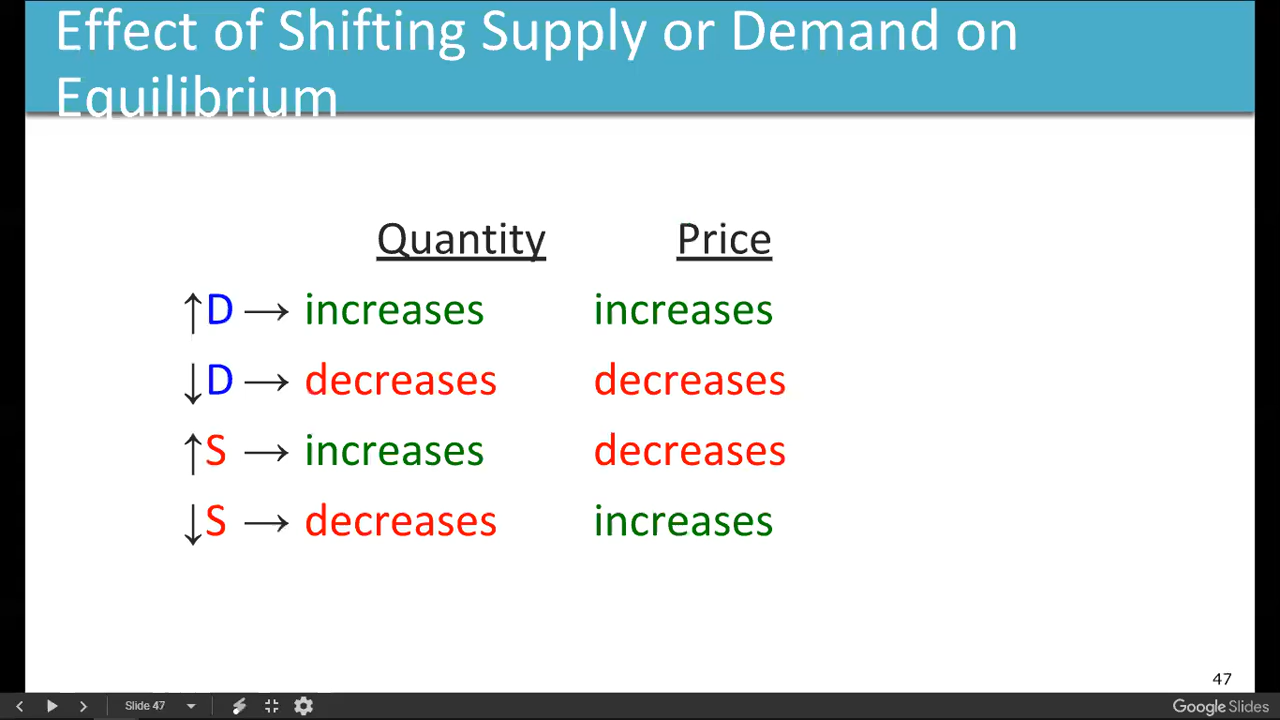 Effect of Shifting Supply or Demand on
Equilibrium
Quantity Price
↑D → increases increases
↓D → decreases decreases
↑S → increases decreases
↓S → decreases increases
47
Slide 47
Google Slides